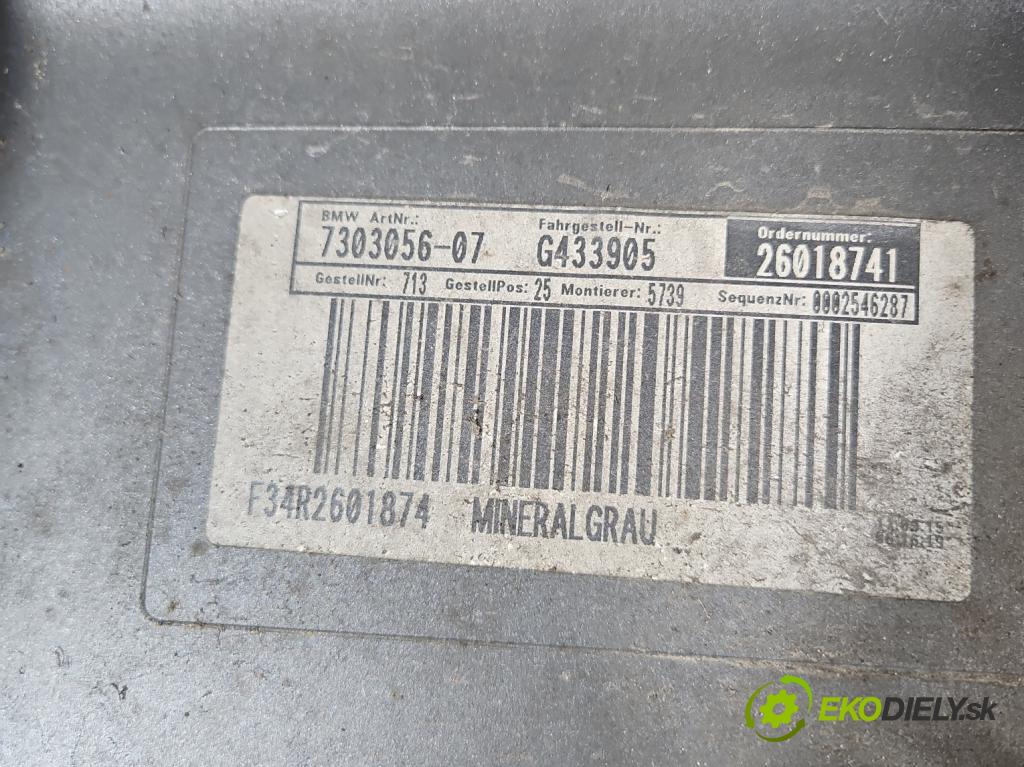 BMW ArtNr.: Fahrgestell-Nr.: Ordernummer:
7303056-07 G433905 26018741
GestellNr: 713 GestellPos: 25 Montierer: 5739 SequenzNr: 0002546287
F34R2601874 MINERALGRAU
EKODIELY.sk